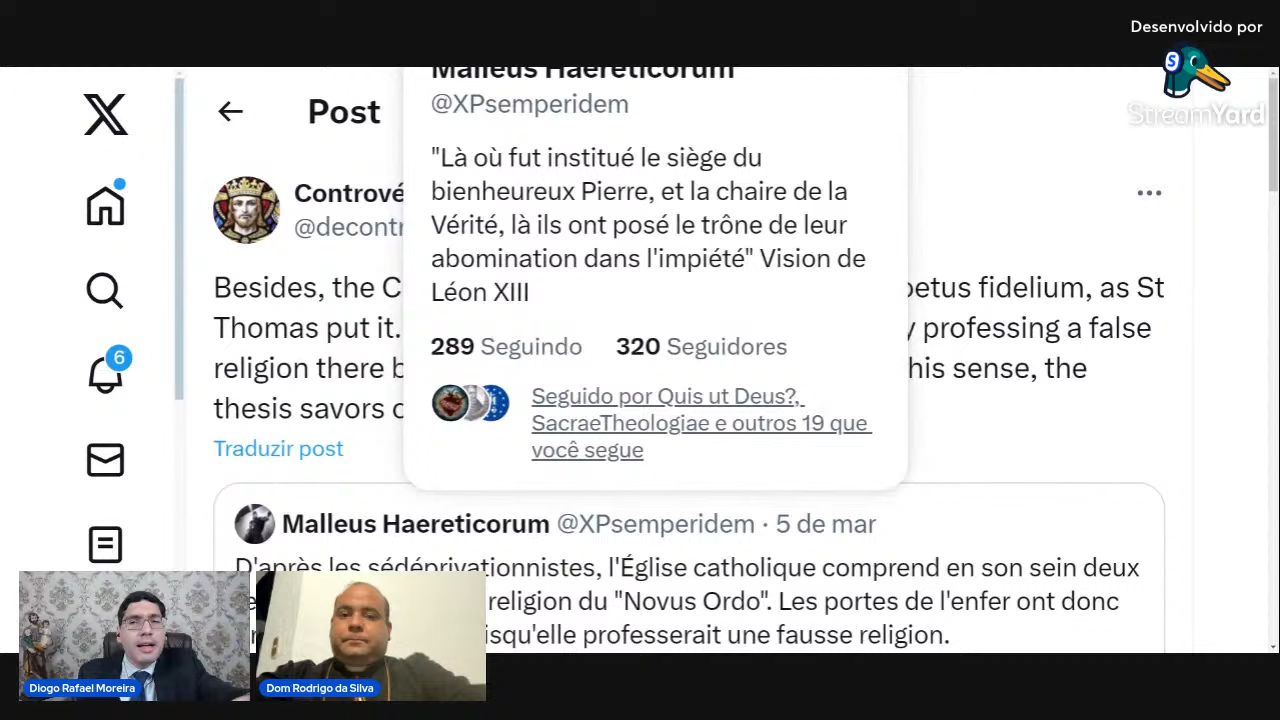 Desenvolvido por
StreamYard
Post
Malleus Haereticorum
@XPsemperidem
"Là où fut institué le siège du
bienheureux Pierre, et la chaire de la
Vérité, là ils ont posé le trône de leur
abomination dans l'impiété" Vision de
Léon XIII
289 Seguindo 320 Seguidores
Seguido por Quis ut Deus?,
SacraeTheologiae e outros 19 que
você segue
Besides, the fidelium, as St
Thomas put it. professing a false
religion there his sense, the
thesis savors
Traduzir post
6
Malleus Haereticorum @XPsemperidem · 5 de mar
D'après les sédéprivationnistes, l'Église catholique comprend en son sein deux
religion du "Novus Ordo". Les portes de l'enfer ont donc
professerait une fausse religion.
Diogo Rafael Moreira
Dom Rodrigo da Silva